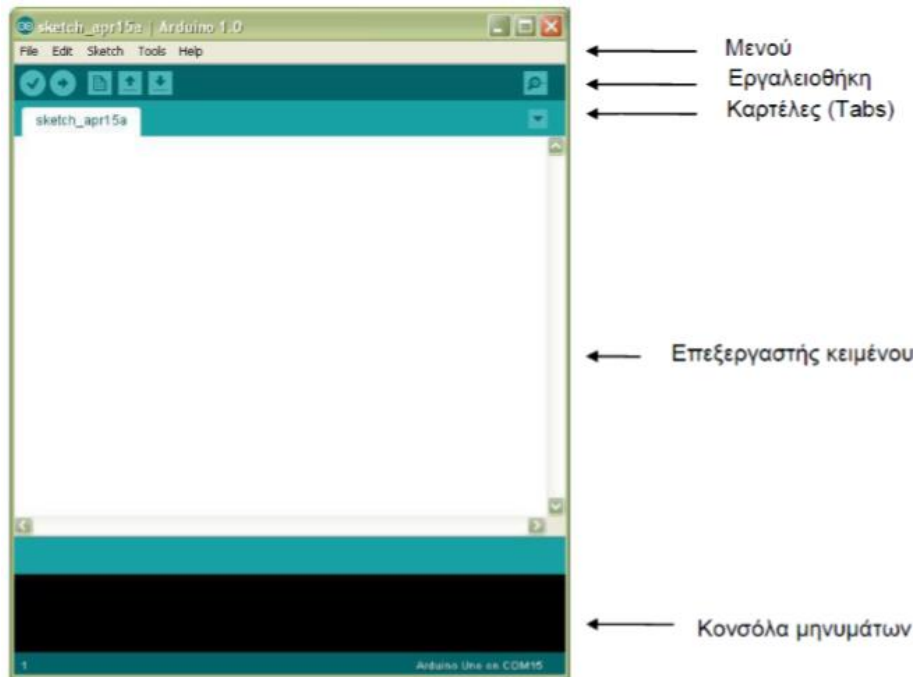 sketch_apr15a | Arduino 1.0
File Edit Sketch Tools Help
Μενού
Εργαλειοθήκη
Καρτέλες (Tabs)
sketch_apr15a
Επεξεργαστής κειμένου
Κονσόλα μηνυμάτων
1
Arduino Uno on COM15